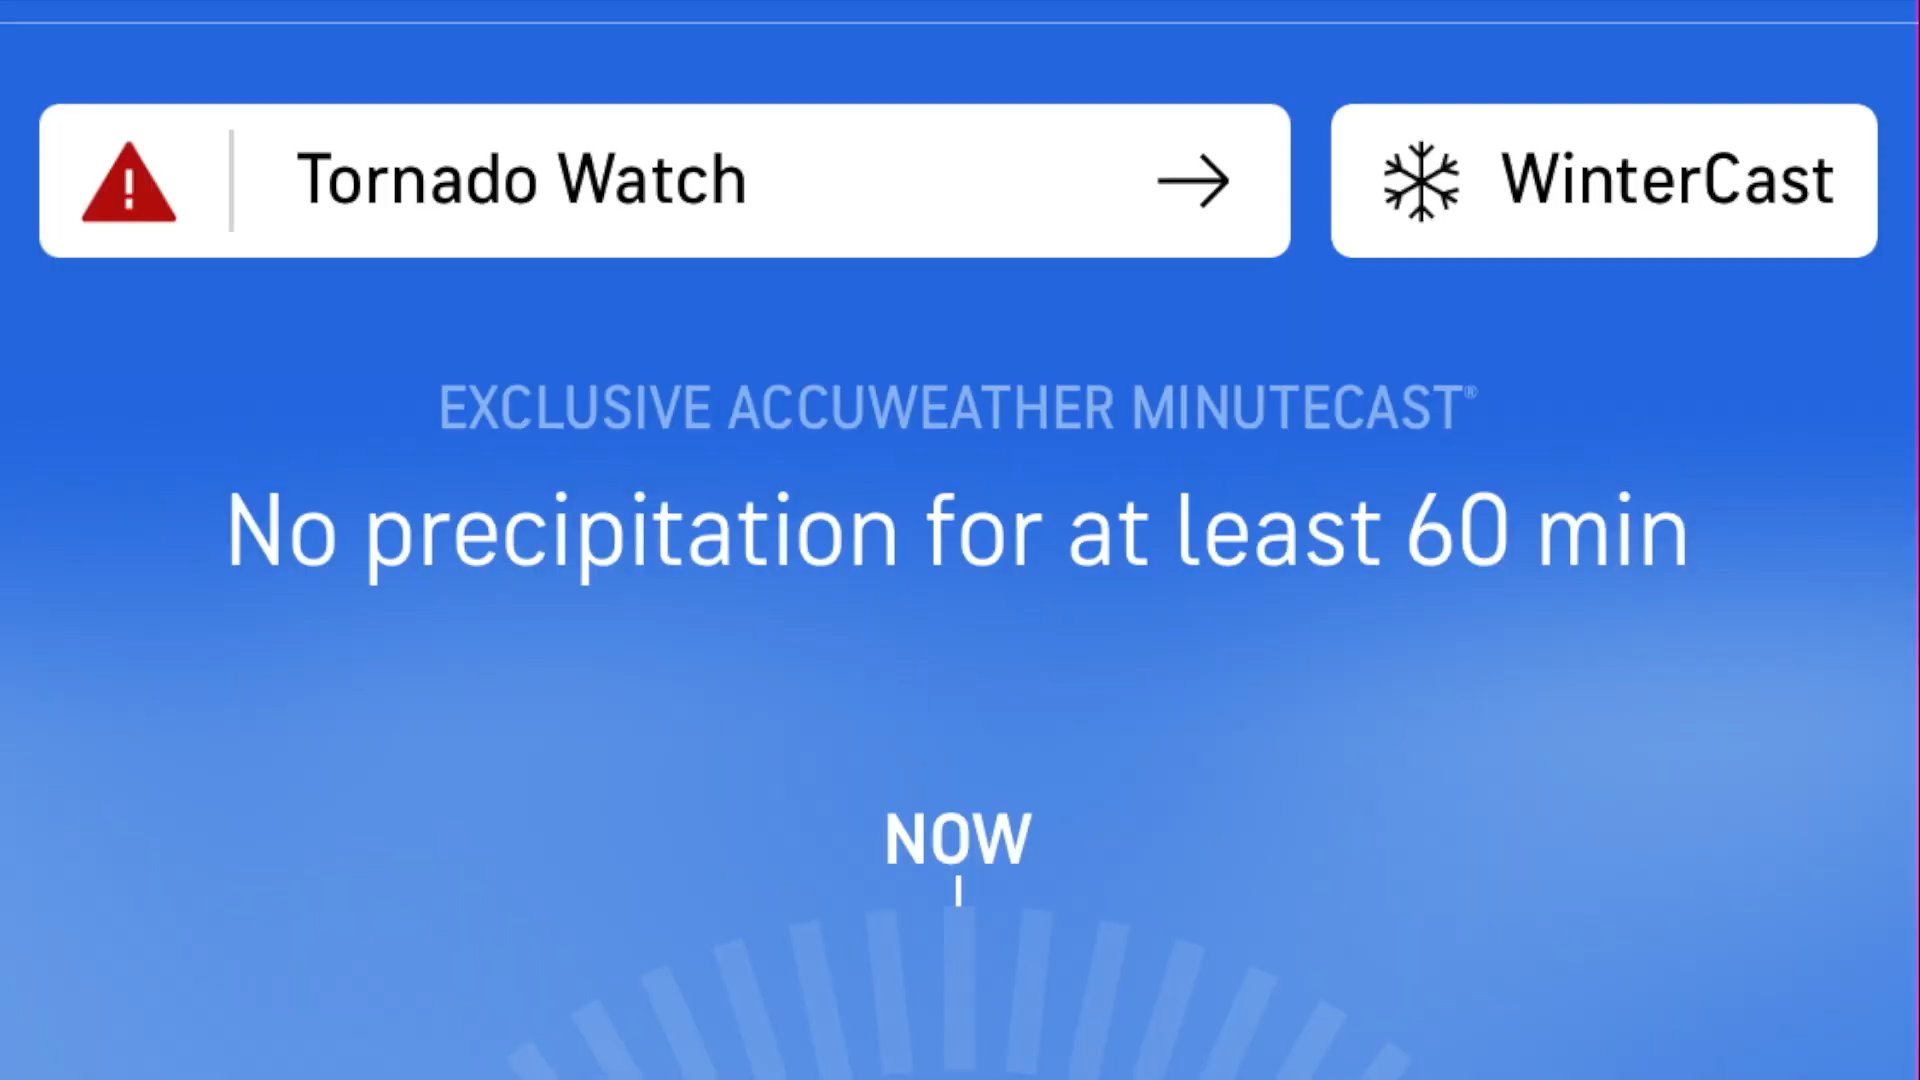 Tornado Watch
WinterCast
EXCLUSIVE ACCUWEATHER MINUTECAST®
No precipitation for at least 60 min
NOW